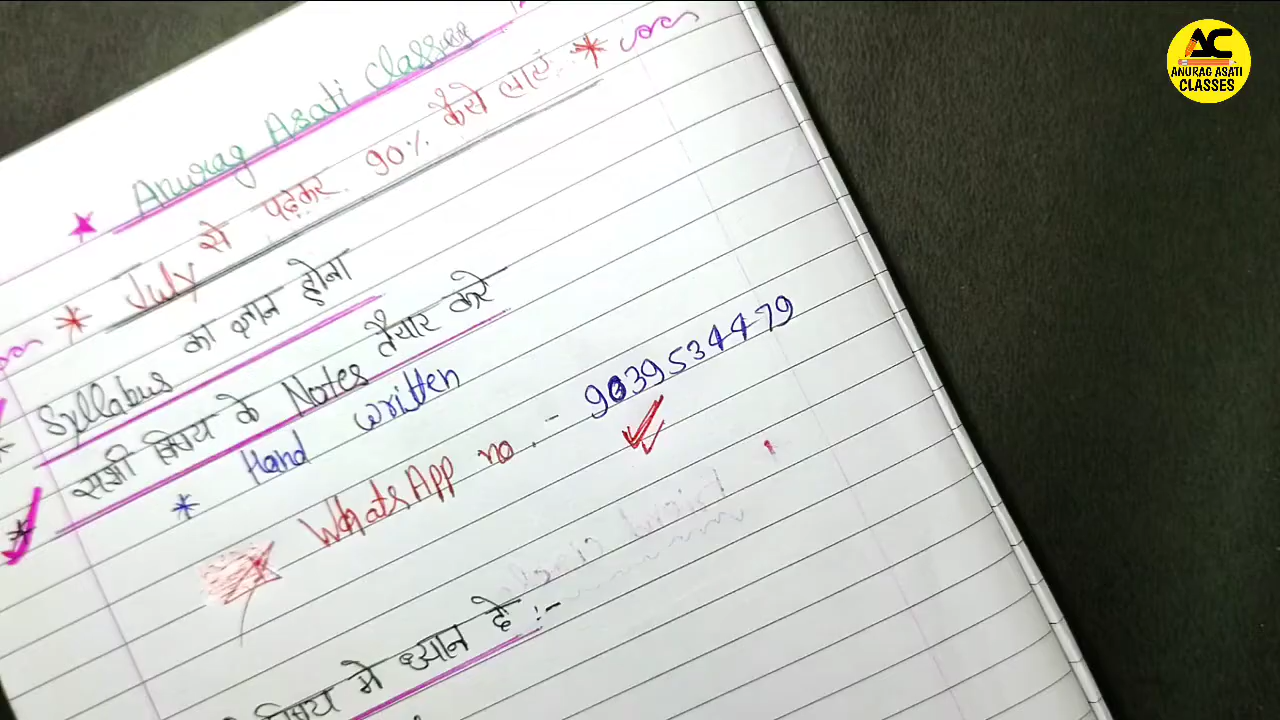 Anurag Asati Classes
July से पढ़कर 90% कैसे लाएं
Syllabus का ज्ञान होना
सभी विषय के Notes तैयार करे
* Hand written
WhatsApp no. - 9039534479
विषय मे ध्यान दे :-
AC
ANURAG ASATI
CLASSES